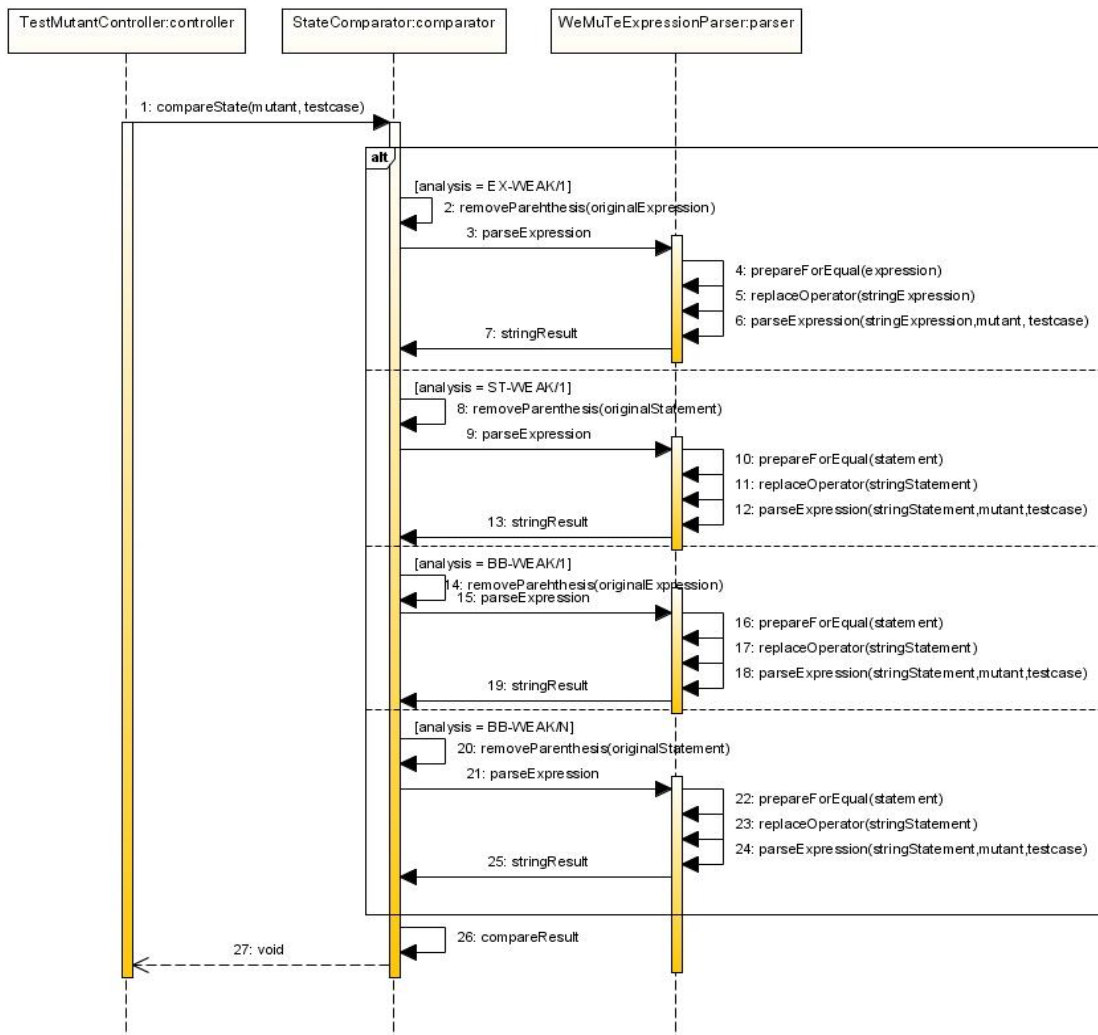 TestMutantController:controller
StateComparator:comparator
WeMuTeExpressionParser:parser
1: compareState(mutant, testcase)
alt
[analysis = EX-WEAK/1]
2: removeParehthesis(originalExpression)
3: parseExpression
4: prepareForEqual(expression)
5: replaceOperator(stringExpression)
6: parseExpression(stringExpression,mutant, testcase)
7: stringResult
[analysis = ST-WEAK/1]
8: removeParenthesis(originalStatement)
9: parseExpression
10: prepareForEqual(statement)
11: replaceOperator(stringStatement)
12: parseExpression(stringStatement,mutant,testcase)
13: stringResult
[analysis = BB-WEAK/1]
14: removeParehthesis(originalExpression)
15: parseExpression
16: prepareForEqual(statement)
17: replaceOperator(stringStatement)
18: parseExpression(stringStatement,mutant,testcase)
19: stringResult
[analysis = BB-WEAK/N]
20: removeParenthesis(originalStatement)
21: parseExpression
22: prepareForEqual(statement)
23: replaceOperator(stringStatement)
24: parseExpression(stringStatement,mutant,testcase)
25: stringResult
26: compareResult
27: void